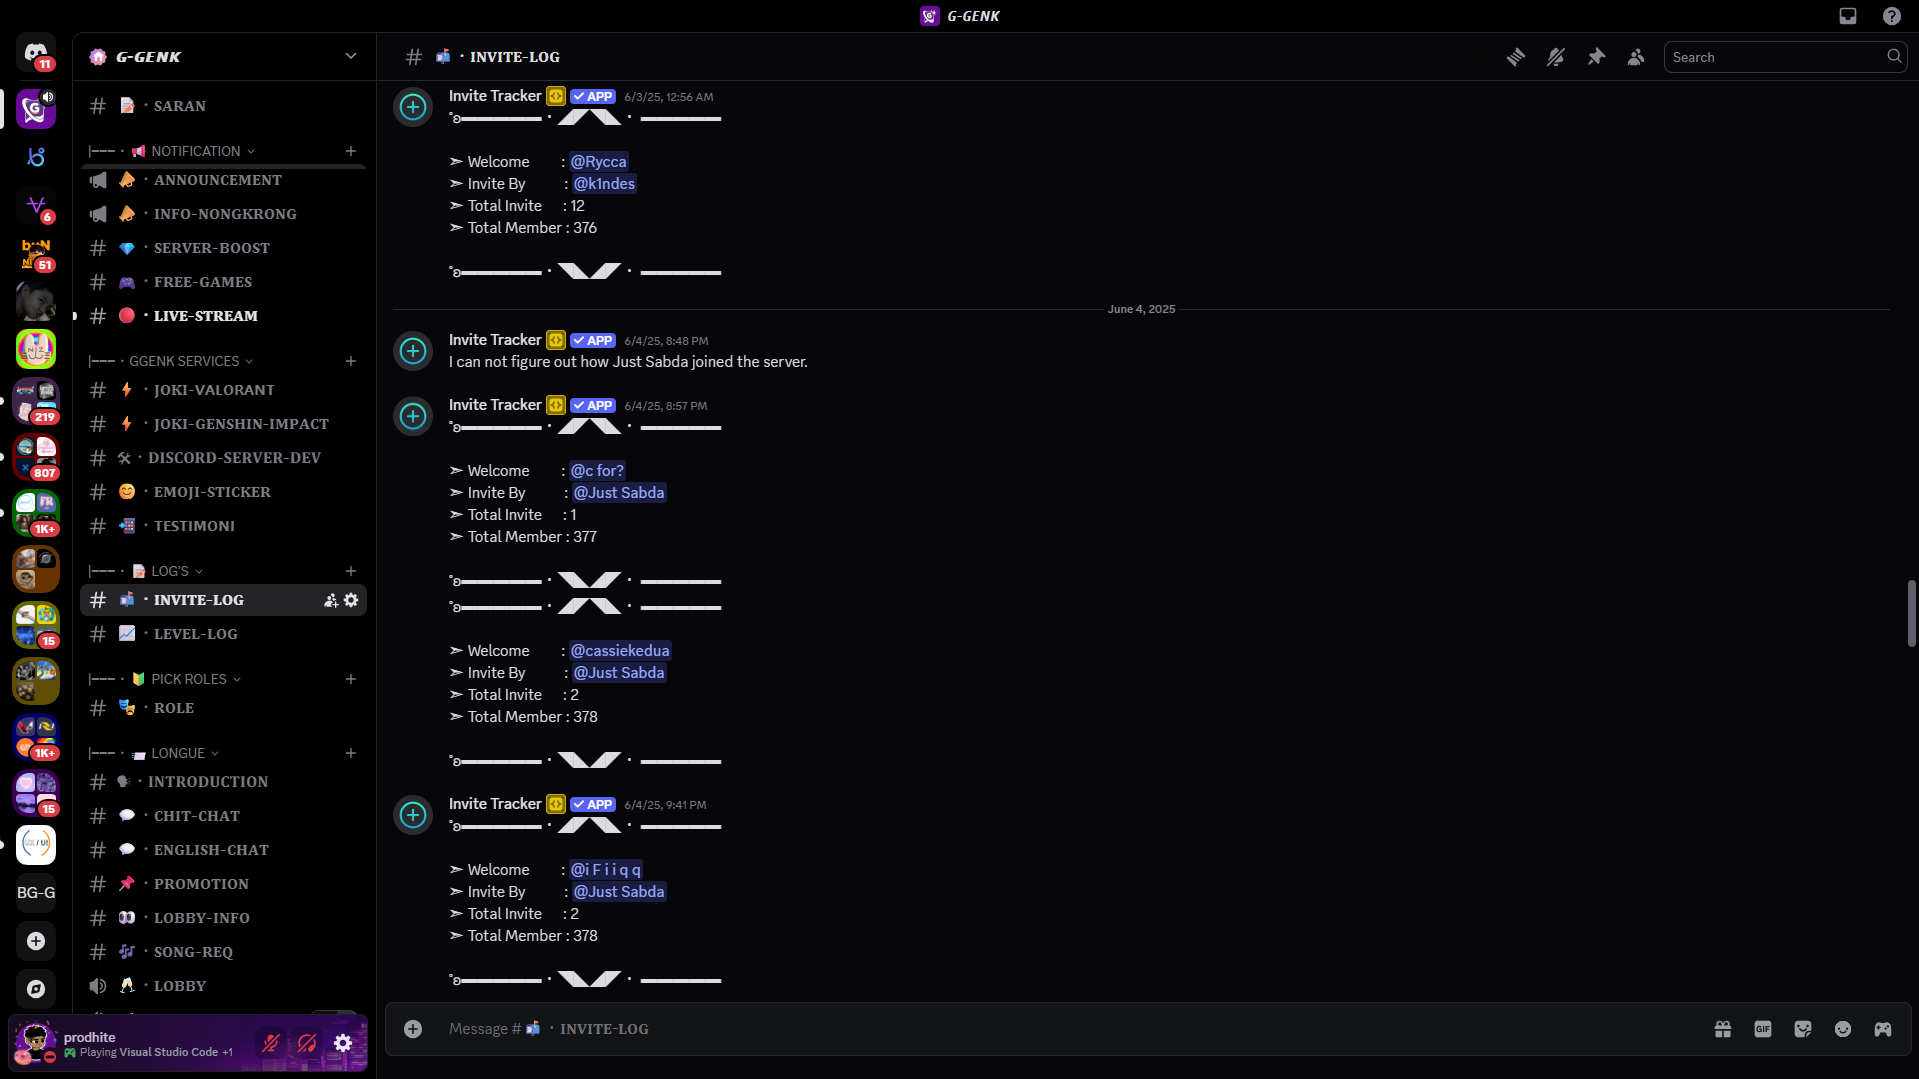 G-GENK
11
6
51
219
807
1K+
15
1K+
15
UX / UI
BG-G
G-GENK
SARAN
|--- · NOTIFICATION
· ANNOUNCEMENT
· INFO-NONGKRONG
· SERVER-BOOST
· FREE-GAMES
· LIVE-STREAM
|--- · GGENK SERVICES
· JOKI-VALORANT
· JOKI-GENSHIN-IMPACT
· DISCORD-SERVER-DEV
· EMOJI-STICKER
· TESTIMONI
|--- · LOG'S
· INVITE-LOG
· LEVEL-LOG
|--- · PICK ROLES
· ROLE
|--- · LONGUE
· INTRODUCTION
· CHIT-CHAT
· ENGLISH-CHAT
· PROMOTION
· LOBBY-INFO
· SONG-REQ
· LOBBY
prodhite
Playing Visual Studio Code +1
# · INVITE-LOG
Search
Invite Tracker APP 6/3/25, 12:56 AM
➣ Welcome : @Rycca
➣ Invite By : @k1ndes
➣ Total Invite : 12
➣ Total Member : 376
June 4, 2025
Invite Tracker APP 6/4/25, 8:48 PM
I can not figure out how Just Sabda joined the server.
Invite Tracker APP 6/4/25, 8:57 PM
➣ Welcome : @c for?
➣ Invite By : @Just Sabda
➣ Total Invite : 1
➣ Total Member : 377
➣ Welcome : @cassiekedua
➣ Invite By : @Just Sabda
➣ Total Invite : 2
➣ Total Member : 378
Invite Tracker APP 6/4/25, 9:41 PM
➣ Welcome : @i F i i q q
➣ Invite By : @Just Sabda
➣ Total Invite : 2
➣ Total Member : 378
Message # · INVITE-LOG
GIF